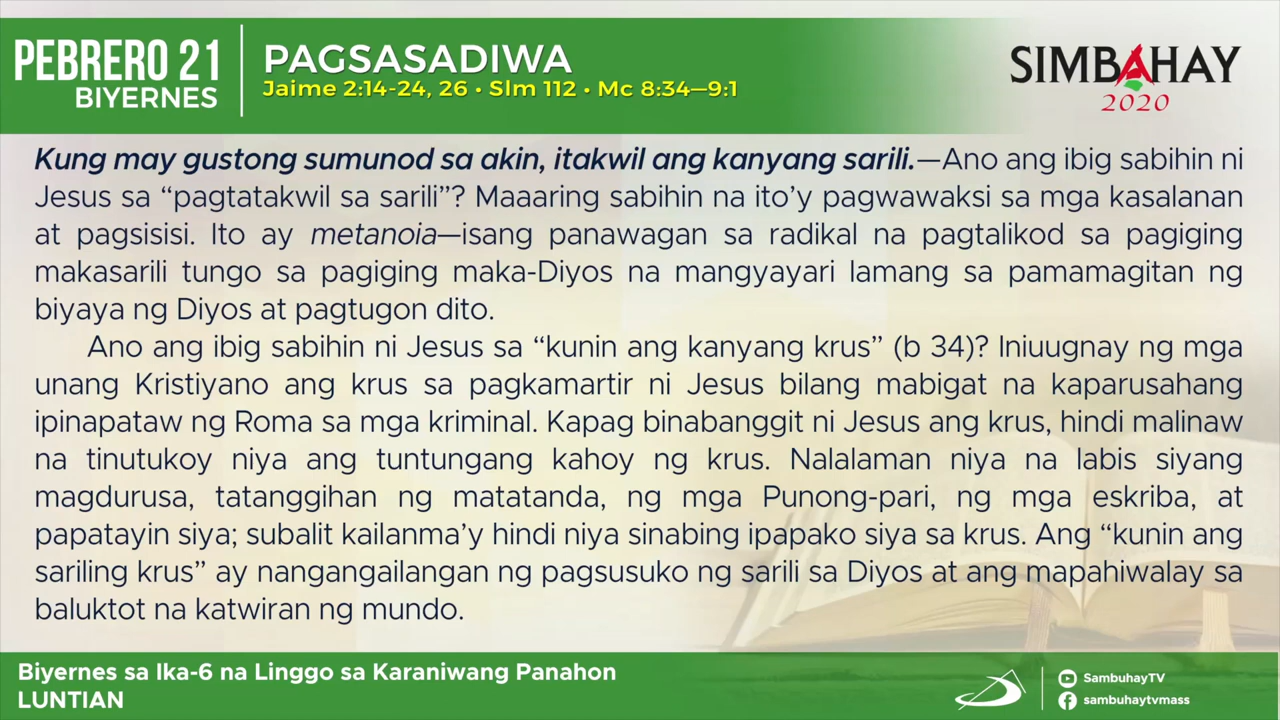 PEBRERO 21
BIYERNES
PAGSASADIWA
Jaime 2:14-24, 26 • Slm 112 • Mc 8:34—9:1
SIMBAHAY
2020
Kung may gustong sumunod sa akin, itakwil ang kanyang sarili.—Ano ang ibig sabihin ni
Jesus sa “pagtatakwil sa sarili”? Maaaring sabihin na ito’y pagwawaksi sa mga kasalanan
at pagsisisi. Ito ay metanoia—isang panawagan sa radikal na pagtalikod sa pagiging
makasarili tungo sa pagiging maka-Diyos na mangyayari lamang sa pamamagitan ng
biyaya ng Diyos at pagtugon dito.
Ano ang ibig sabihin ni Jesus sa “kunin ang kanyang krus” (b 34)? Iniuugnay ng mga
unang Kristiyano ang krus sa pagkamartir ni Jesus bilang mabigat na kaparusahang
ipinapataw ng Roma sa mga kriminal. Kapag binabanggit ni Jesus ang krus, hindi malinaw
na tinutukoy niya ang tuntungang kahoy ng krus. Nalalaman niya na labis siyang
magdurusa, tatanggihan ng matatanda, ng mga Punong-pari, ng mga eskriba, at
papatayin siya; subalit kailanma’y hindi niya sinabing ipapako siya sa krus. Ang “kunin ang
sariling krus” ay nangangailangan ng pagsusuko ng sarili sa Diyos at ang mapahiwalay sa
baluktot na katwiran ng mundo.
Biyernes sa Ika-6 na Linggo sa Karaniwang Panahon
LUNTIAN
SambuhayTV
sambuhaytvmass